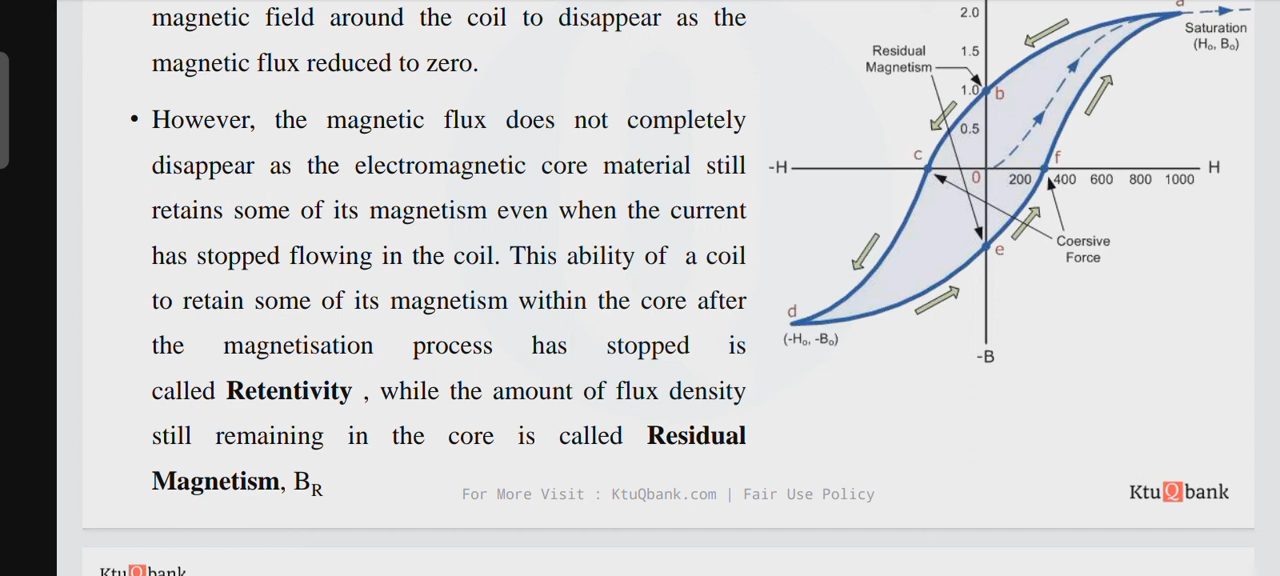 magnetic field around the coil to disappear as the
magnetic flux reduced to zero.
• However, the magnetic flux does not completely
disappear as the electromagnetic core material still
retains some of its magnetism even when the current
has stopped flowing in the coil. This ability of a coil
to retain some of its magnetism within the core after
the magnetisation process has stopped is
called Retentivity , while the amount of flux density
still remaining in the core is called Residual
Magnetism, BR
2.0
a
Saturation
(Ho, Bo)
Residual
Magnetism
1.5
1.0
b
0.5
c
f
-H
H
0
200
400
600
800
1000
Coersive
Force
e
d
(-Ho, -Bo)
-B
For More Visit : KtuQbank.com | Fair Use Policy
KtuQbank
KtuQbank